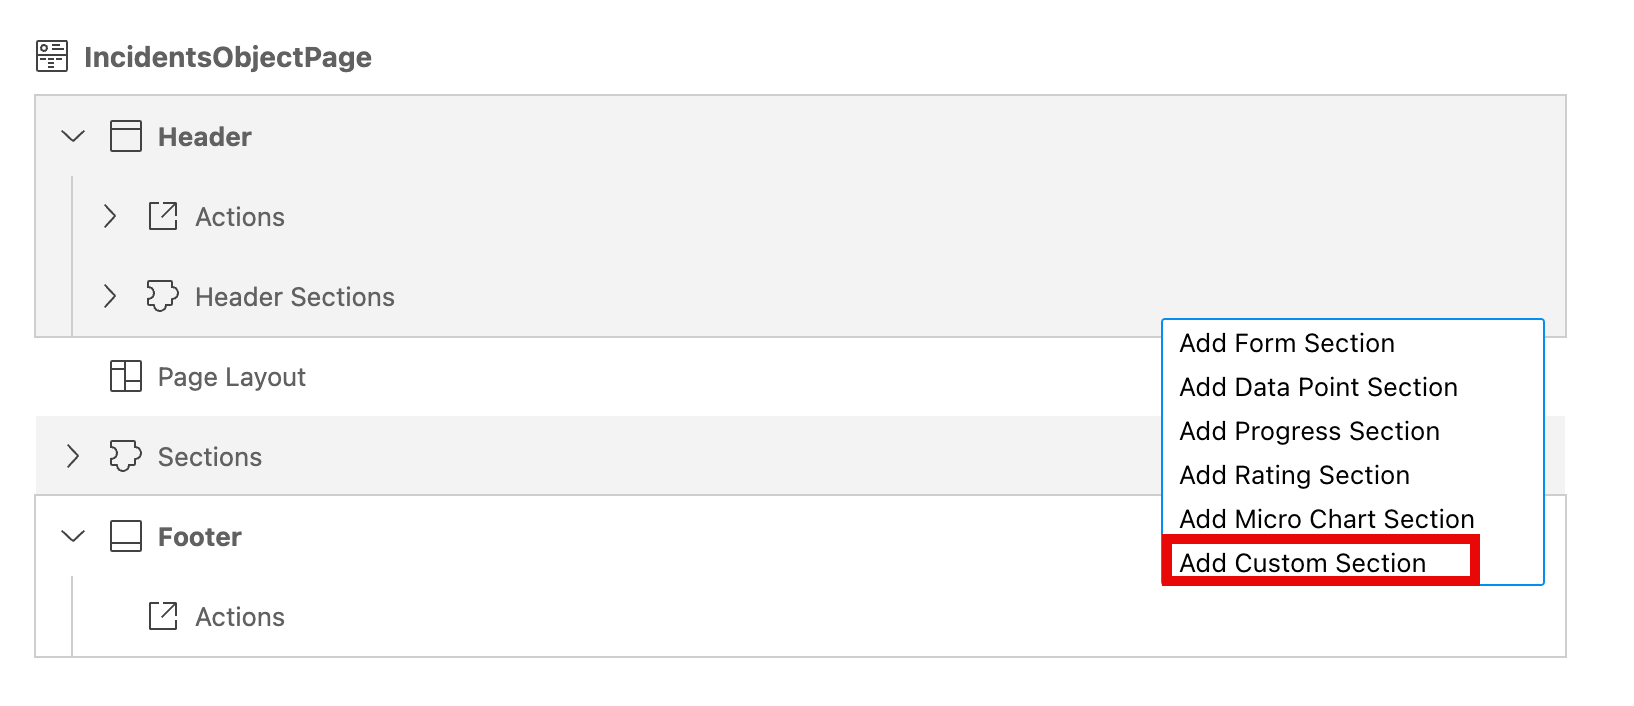 IncidentsObjectPage
Header
Actions
Header Sections
Page Layout
Sections
Footer
Actions
Add Form Section
Add Data Point Section
Add Progress Section
Add Rating Section
Add Micro Chart Section
Add Custom Section